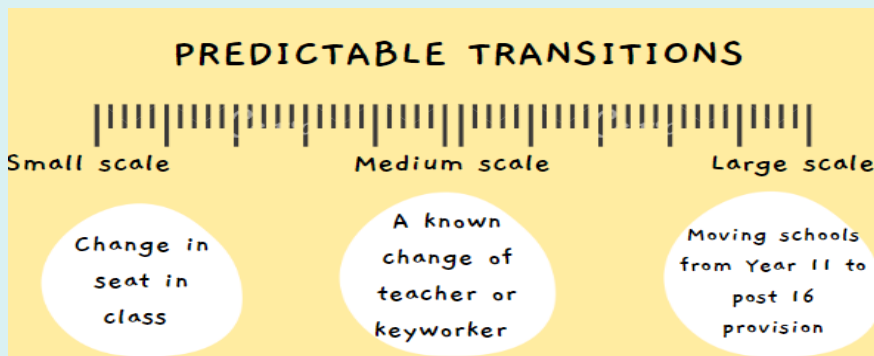 PREDICTABLE TRANSITIONS
Small scale
Medium scale
Large scale
Change in
seat in
class
A known
change of
teacher or
keyworker
Moving schools
from Year 11 to
post 16
provision